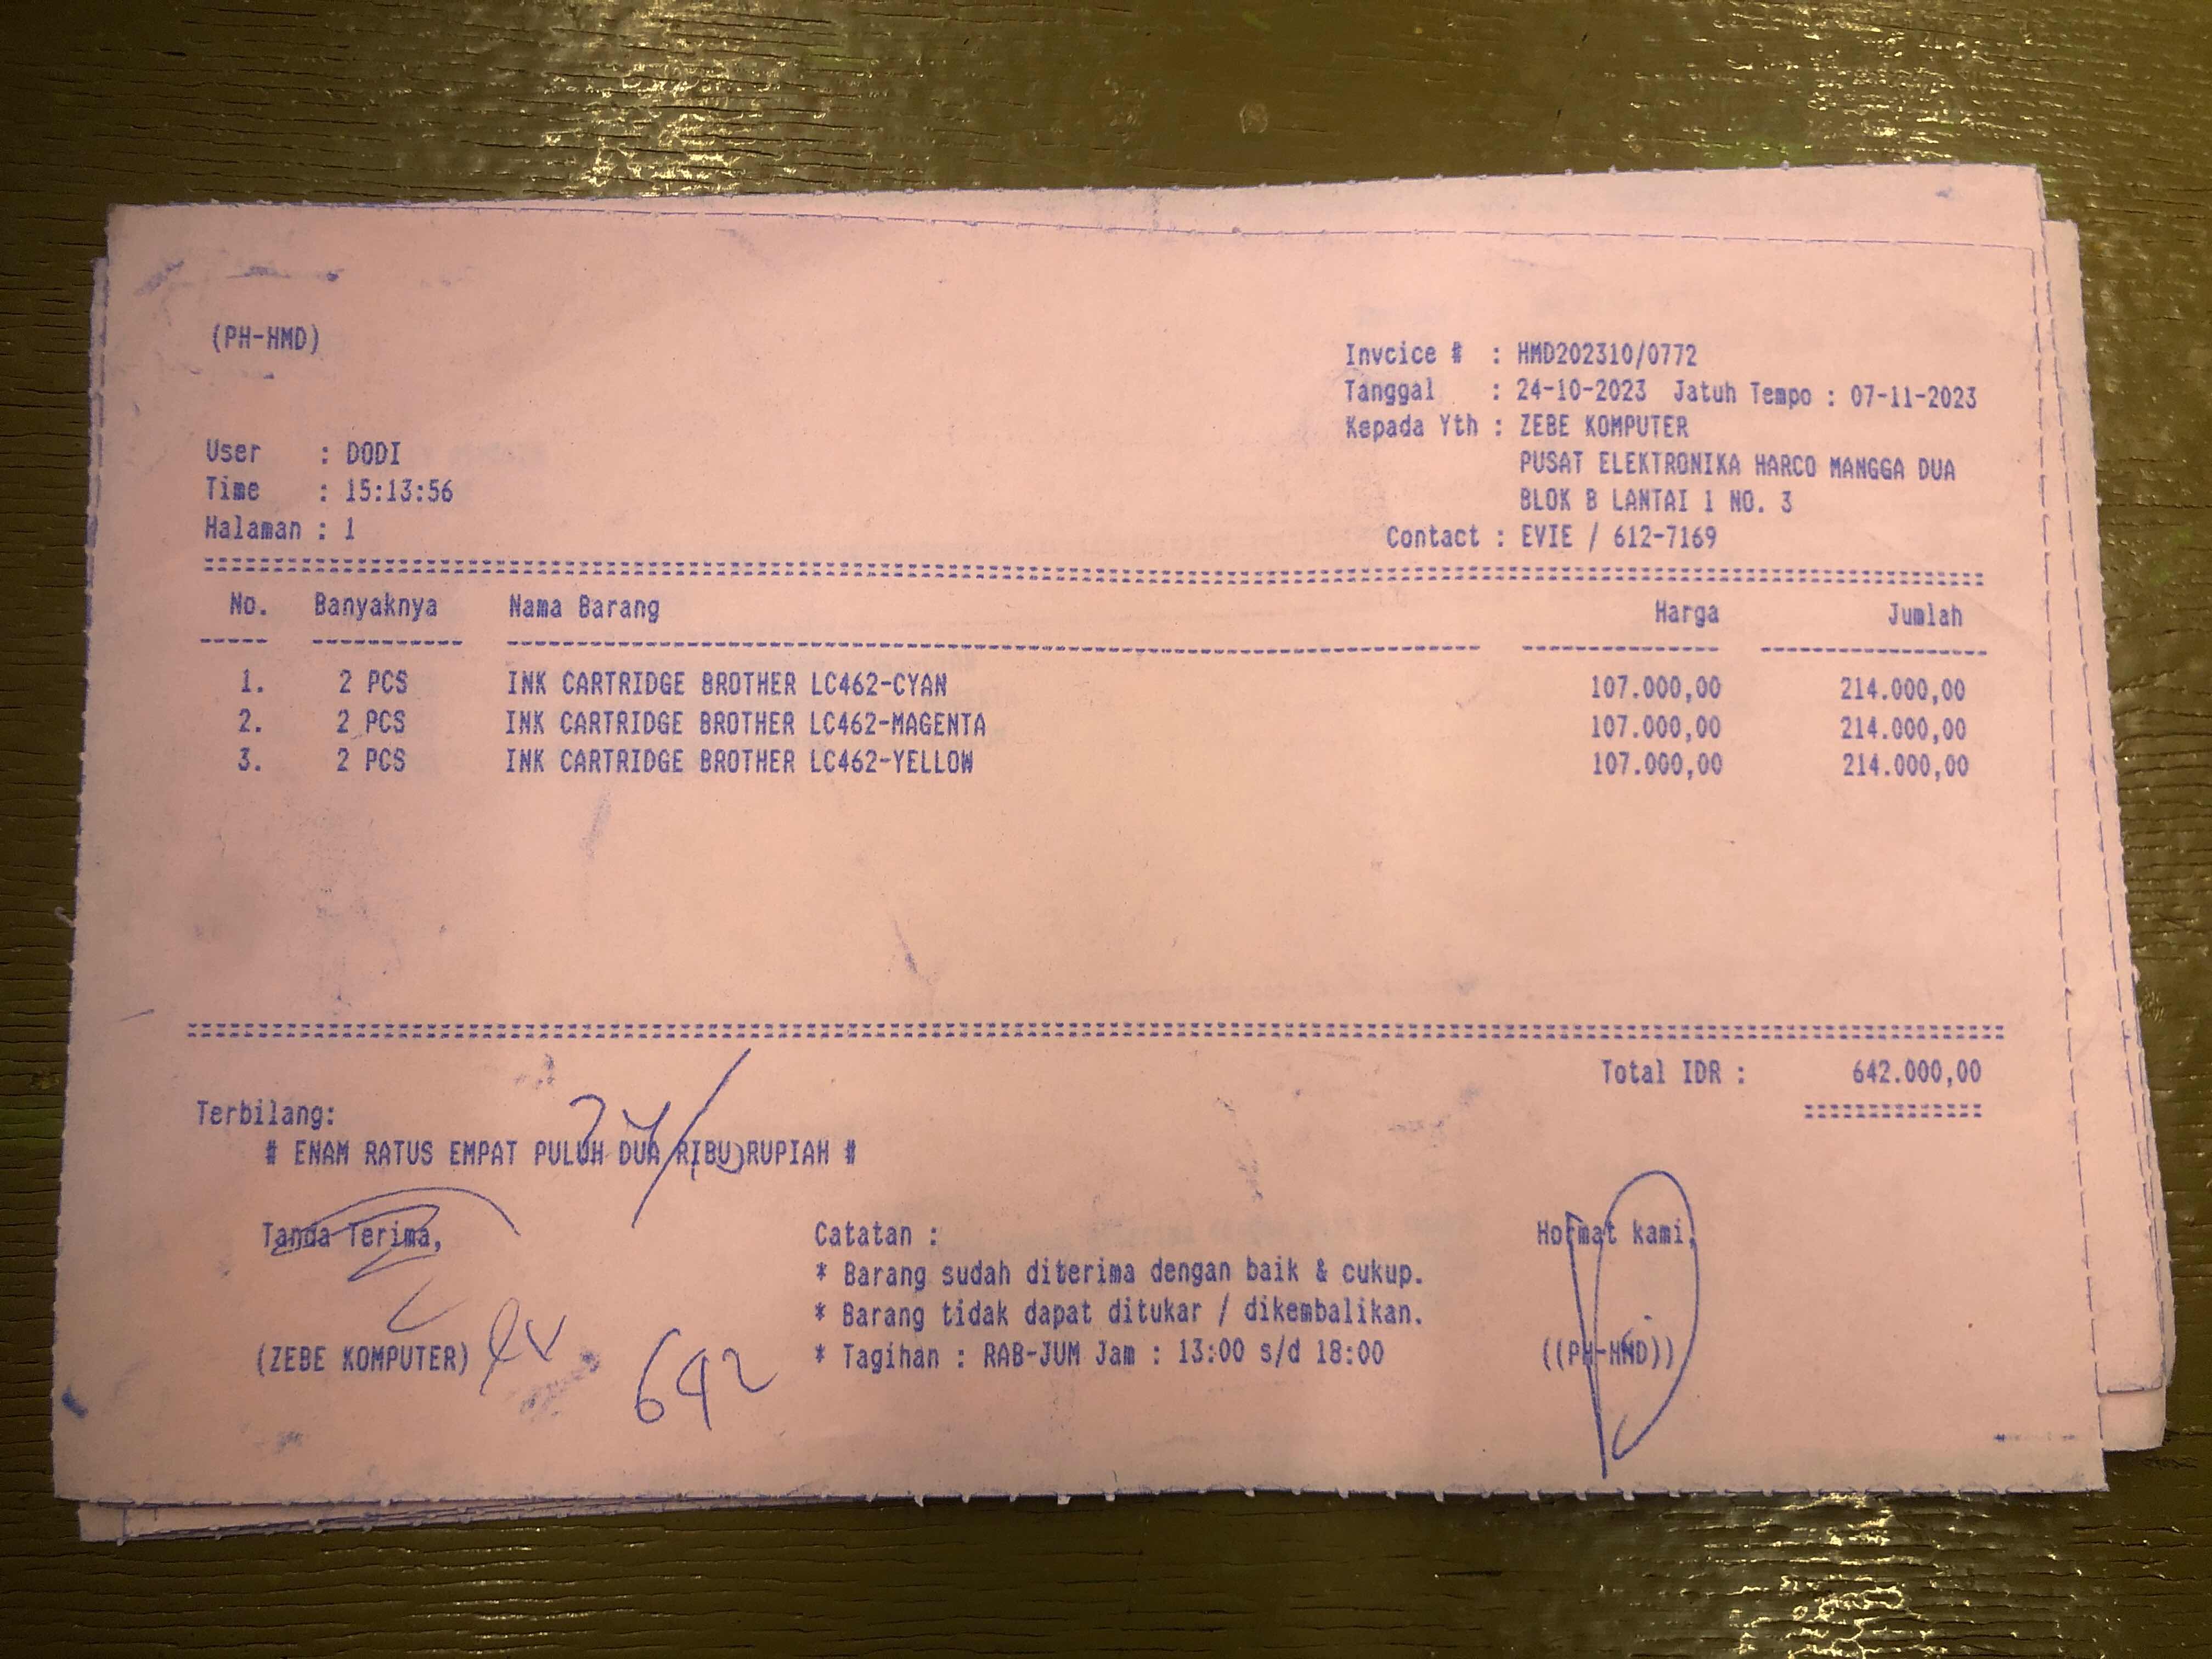 (PH-HMD)
Invcice # : HMD202310/0772
Tanggal : 24-10-2023 Jatuh Tempo : 07-11-2023
Kepada Yth : ZEBE KOMPUTER
PUSAT ELEKTRONIKA HARCO MANGGA DUA
BLOK B LANTAI 1 NO. 3
Contact : EVIE / 612-7169
User : DODI
Time : 15:13:56
Halaman : 1
No. Banyaknya Nama Barang Harga Jumlah
1. 2 PCS INK CARTRIDGE BROTHER LC462-CYAN 107.000,00 214.000,00
2. 2 PCS INK CARTRIDGE BROTHER LC462-MAGENTA 107.000,00 214.000,00
3. 2 PCS INK CARTRIDGE BROTHER LC462-YELLOW 107.000,00 214.000,00
Total IDR : 642.000,00
Terbilang:
# ENAM RATUS EMPAT PULUH DUA RIBU RUPIAH #
Tanda Terima,
(ZEBE KOMPUTER)
642
Catatan :
* Barang sudah diterima dengan baik & cukup.
* Barang tidak dapat ditukar / dikembalikan.
* Tagihan : RAB-JUM Jam : 13:00 s/d 18:00
Hormat kami,
((PH-HMD))